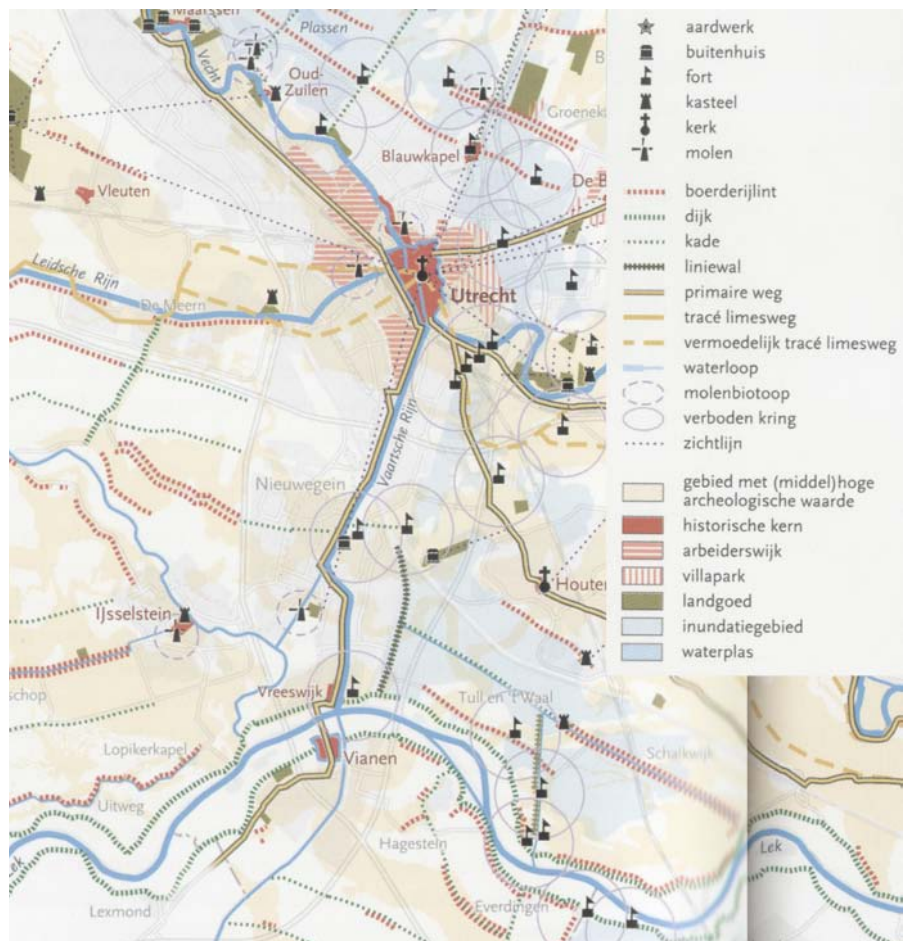 Maarssen
Plassen
Vecht
Oud-
Zuilen
Groenek
Blauwkapel
De B
Vleuten
Leidsche Rijn
De Meern
Utrecht
Vaartsche Rijn
Nieuwegein
Houten
IJsselstein
schop
Vreeswijk
Tull en 't Waal
Lopikerkapel
Vianen
Schalkwijk
Uitweg
Hagestein
Lek
Lek
Lexmond
Everdingen
aardwerk
buitenhuis
fort
kasteel
kerk
molen
boerderijlint
dijk
kade
liniewal
primaire weg
tracé limesweg
vermoedelijk tracé limesweg
waterloop
molenbiotoop
verboden kring
zichtlijn
gebied met (middel)hoge
archeologische waarde
historische kern
arbeiderswijk
villapark
landgoed
inundatiegebied
waterplas